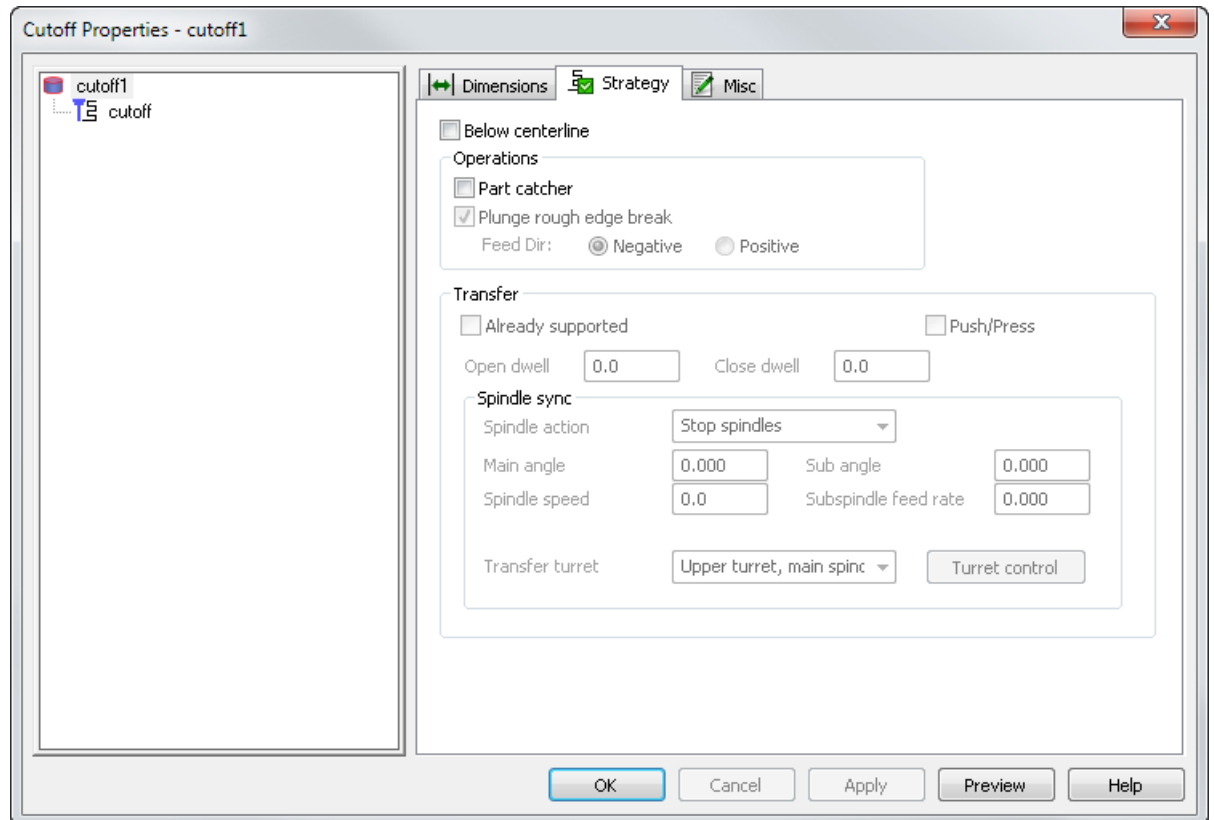 Cutoff Properties - cutoff1
cutoff1
cutoff
Dimensions Strategy Misc
Below centerline
Operations
Part catcher
Plunge rough edge break
Feed Dir: Negative Positive
Transfer
Already supported Push/Press
Open dwell 0.0 Close dwell 0.0
Spindle sync
Spindle action Stop spindles
Main angle 0.000 Sub angle 0.000
Spindle speed 0.0 Subspindle feed rate 0.000
Transfer turret Upper turret, main spinc Turret control
OK Cancel Apply Preview Help